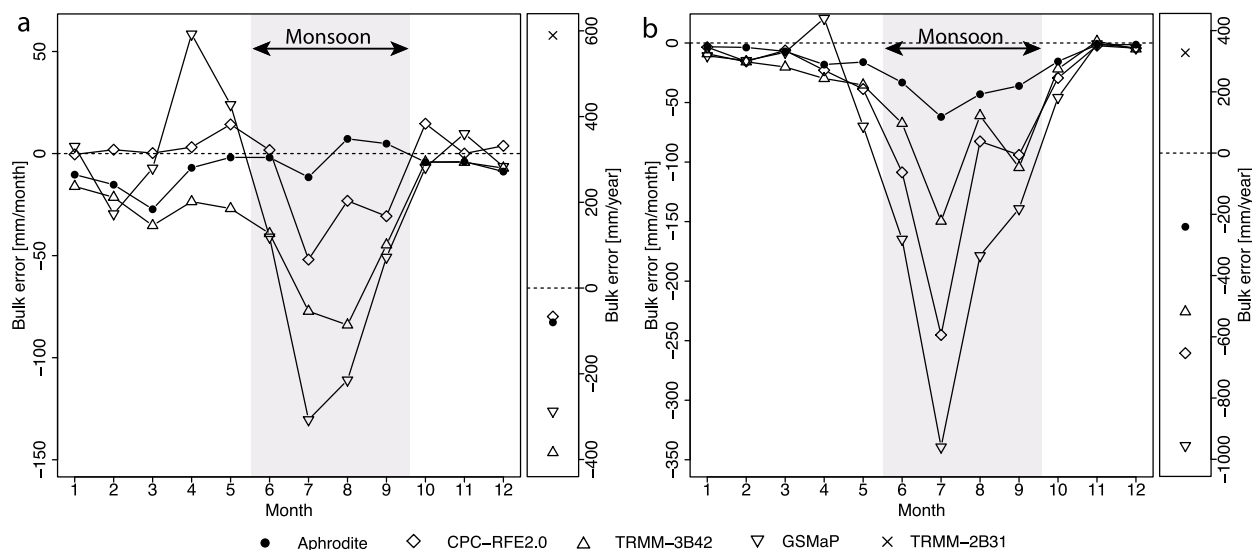 a
Monsoon
50
0
−50
−100
−150
Bulk error [mm/month]
1 2 3 4 5 6 7 8 9 10 11 12
Month
600
400
200
0
−200
−400
Bulk error [mm/year]
b
Monsoon
0
−50
−100
−150
−200
−250
−300
−350
Bulk error [mm/month]
1 2 3 4 5 6 7 8 9 10 11 12
Month
400
200
0
−200
−400
−600
−800
−1000
Bulk error [mm/year]
Aphrodite CPC−RFE2.0 TRMM−3B42 GSMaP TRMM−2B31